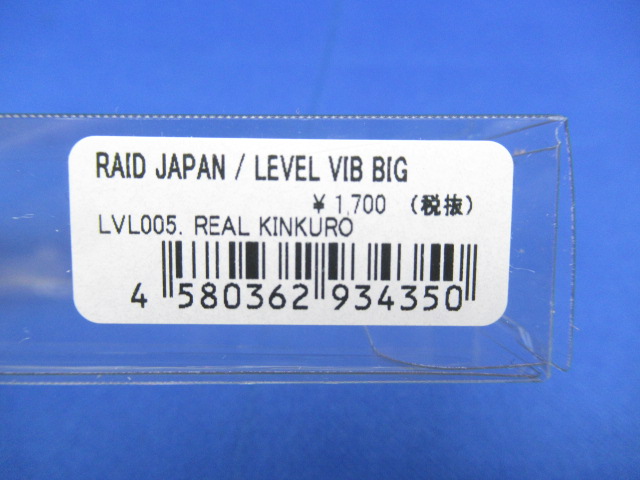 RAID JAPAN / LEVEL VIB BIG
¥ 1,700 (税抜)
LVL005. REAL KINKURO
4 580362 934350